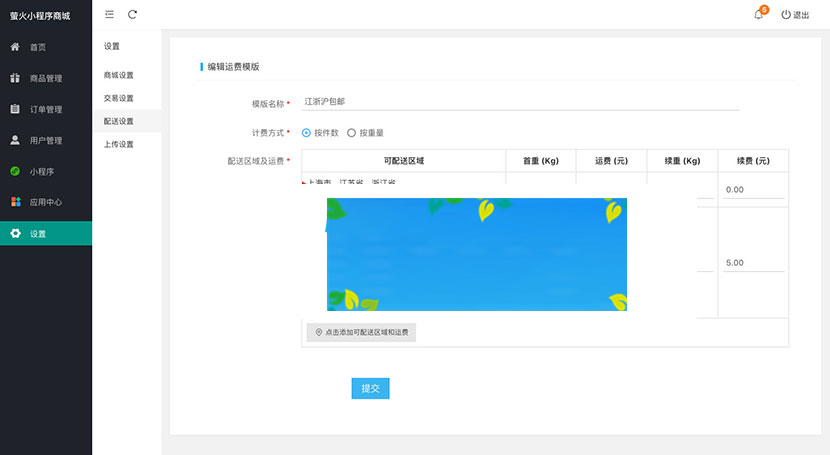 萤火小程序商城
5
退出
首页
商品管理
订单管理
用户管理
小程序
应用中心
设置
设置
商城设置
交易设置
配送设置
上传设置
编辑运费模版
模版名称 *
江浙沪包邮
计费方式 *
按件数
按重量
配送区域及运费 *
可配送区域
首重 (Kg)
运费 (元)
续重 (Kg)
续费 (元)
上海市、江苏省、浙江省
0.00
5.00
点击添加可配送区域和运费
提交